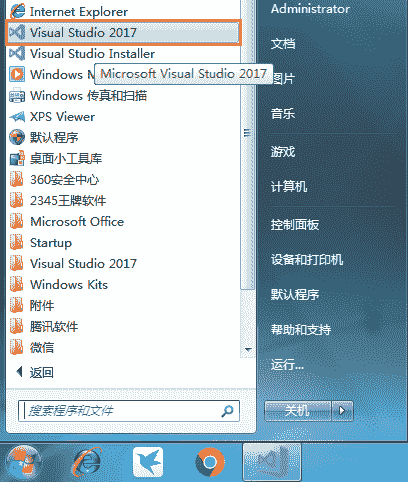 Internet Explorer
Visual Studio 2017
Visual Studio Installer
Windows M
Microsoft Visual Studio 2017
Windows 传真和扫描
XPS Viewer
默认程序
桌面小工具库
360安全中心
2345王牌软件
Microsoft Office
Startup
Visual Studio 2017
Windows Kits
附件
腾讯软件
微信
返回
搜索程序和文件
Administrator
文档
图片
音乐
游戏
计算机
控制面板
设备和打印机
默认程序
帮助和支持
运行...
关机